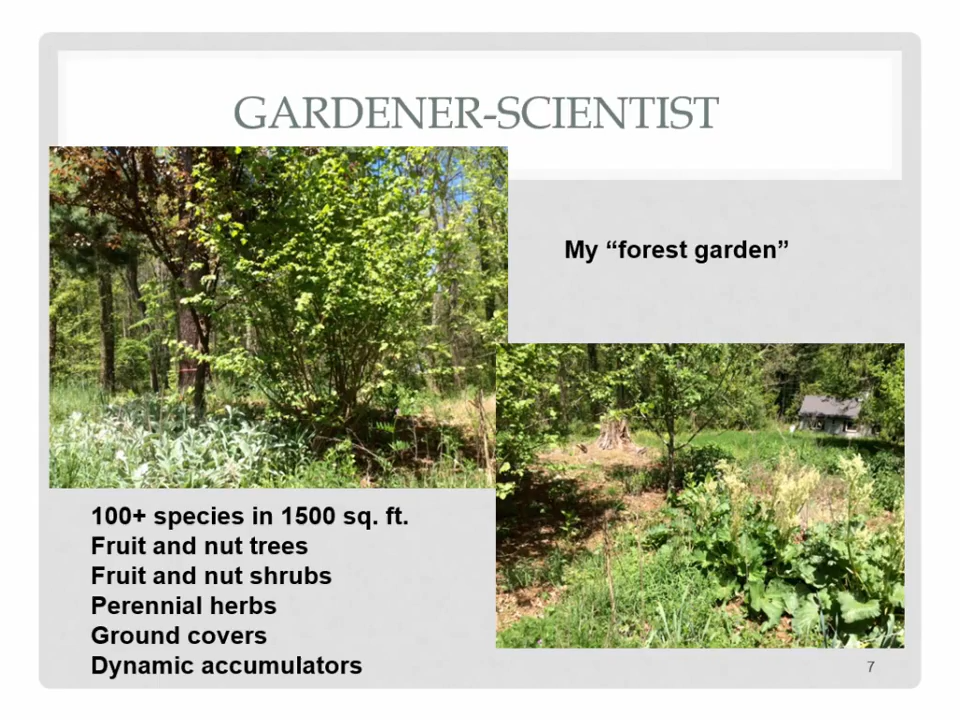 GARDENER-SCIENTIST
My “forest garden”
100+ species in 1500 sq. ft.
Fruit and nut trees
Fruit and nut shrubs
Perennial herbs
Ground covers
Dynamic accumulators
7